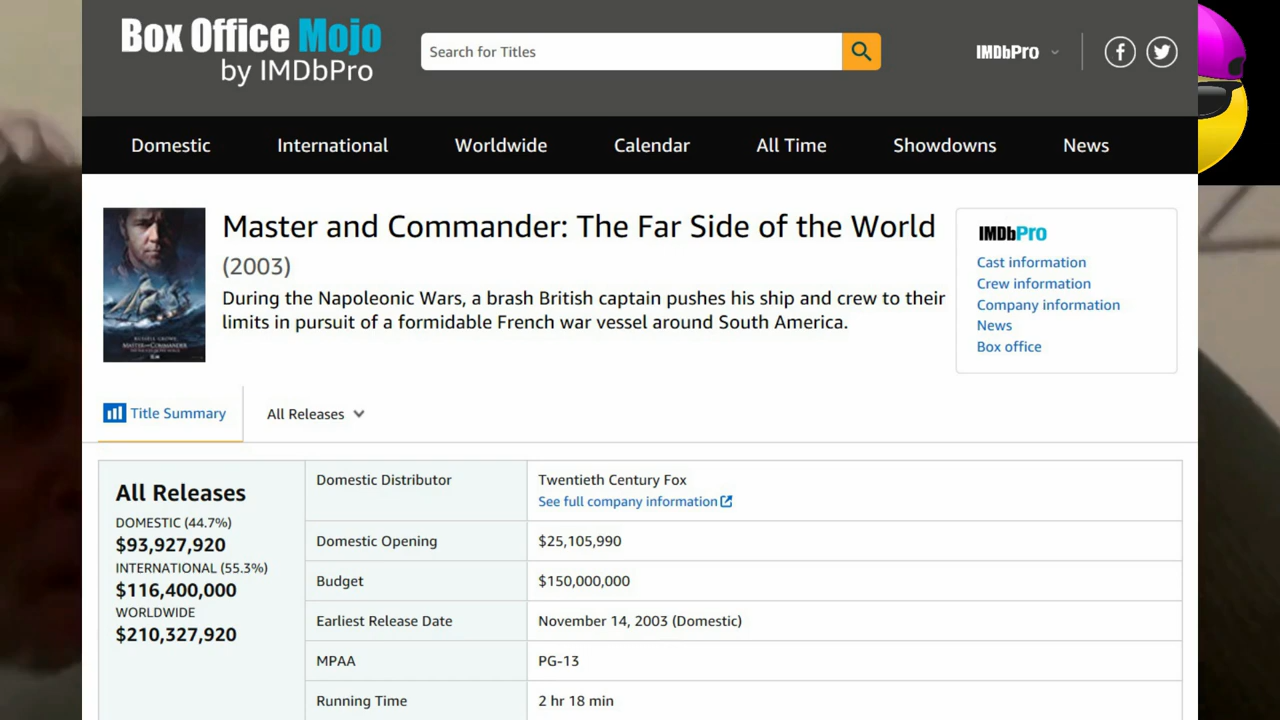 Box Office Mojo
by IMDbPro
Search for Titles
IMDbPro
Domestic International Worldwide Calendar All Time Showdowns News
Master and Commander: The Far Side of the World
(2003)
During the Napoleonic Wars, a brash British captain pushes his ship and crew to their
limits in pursuit of a formidable French war vessel around South America.
RUSSELL CROWE
MASTER AND COMMANDER
IMDbPro
Cast information
Crew information
Company information
News
Box office
Title Summary
All Releases
All Releases
DOMESTIC (44.7%)
$93,927,920
INTERNATIONAL (55.3%)
$116,400,000
WORLDWIDE
$210,327,920
Domestic Distributor Twentieth Century Fox
See full company information
Domestic Opening $25,105,990
Budget $150,000,000
Earliest Release Date November 14, 2003 (Domestic)
MPAA PG-13
Running Time 2 hr 18 min